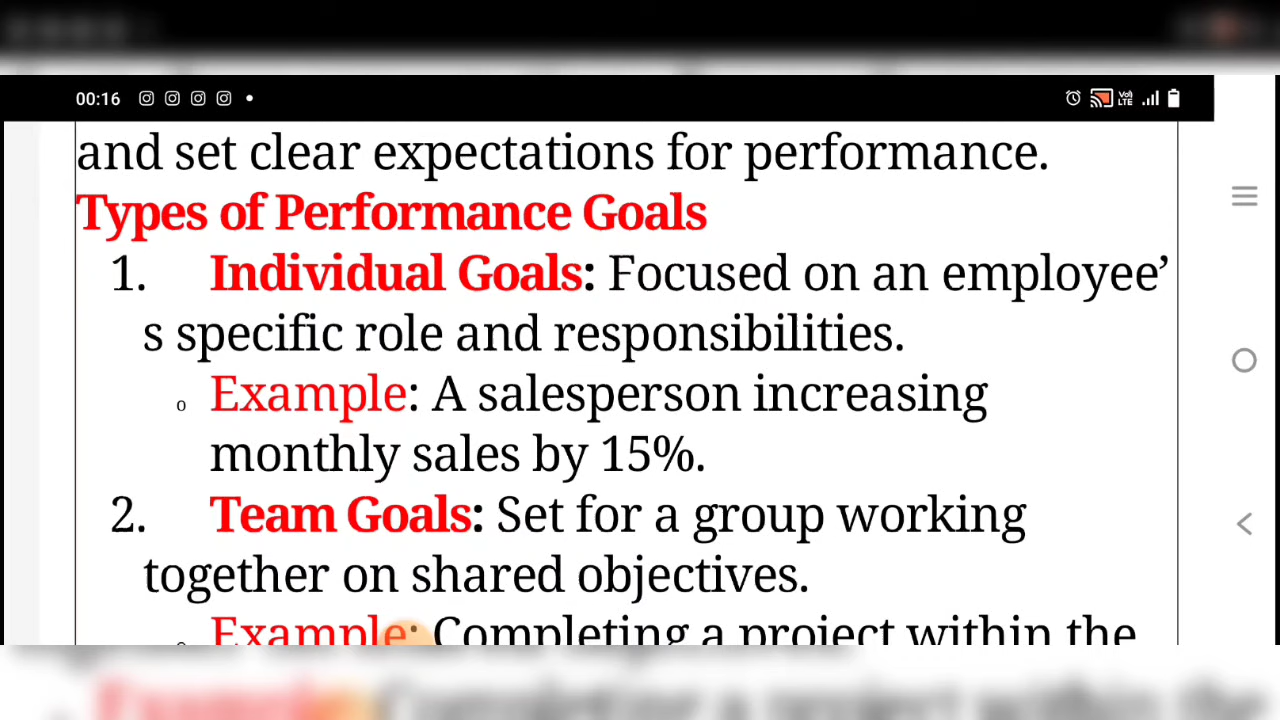 00:16
and set clear expectations for performance.
Types of Performance Goals
1. Individual Goals: Focused on an employee’
s specific role and responsibilities.
o Example: A salesperson increasing
monthly sales by 15%.
2. Team Goals: Set for a group working
together on shared objectives.
Example: Completing a project within the